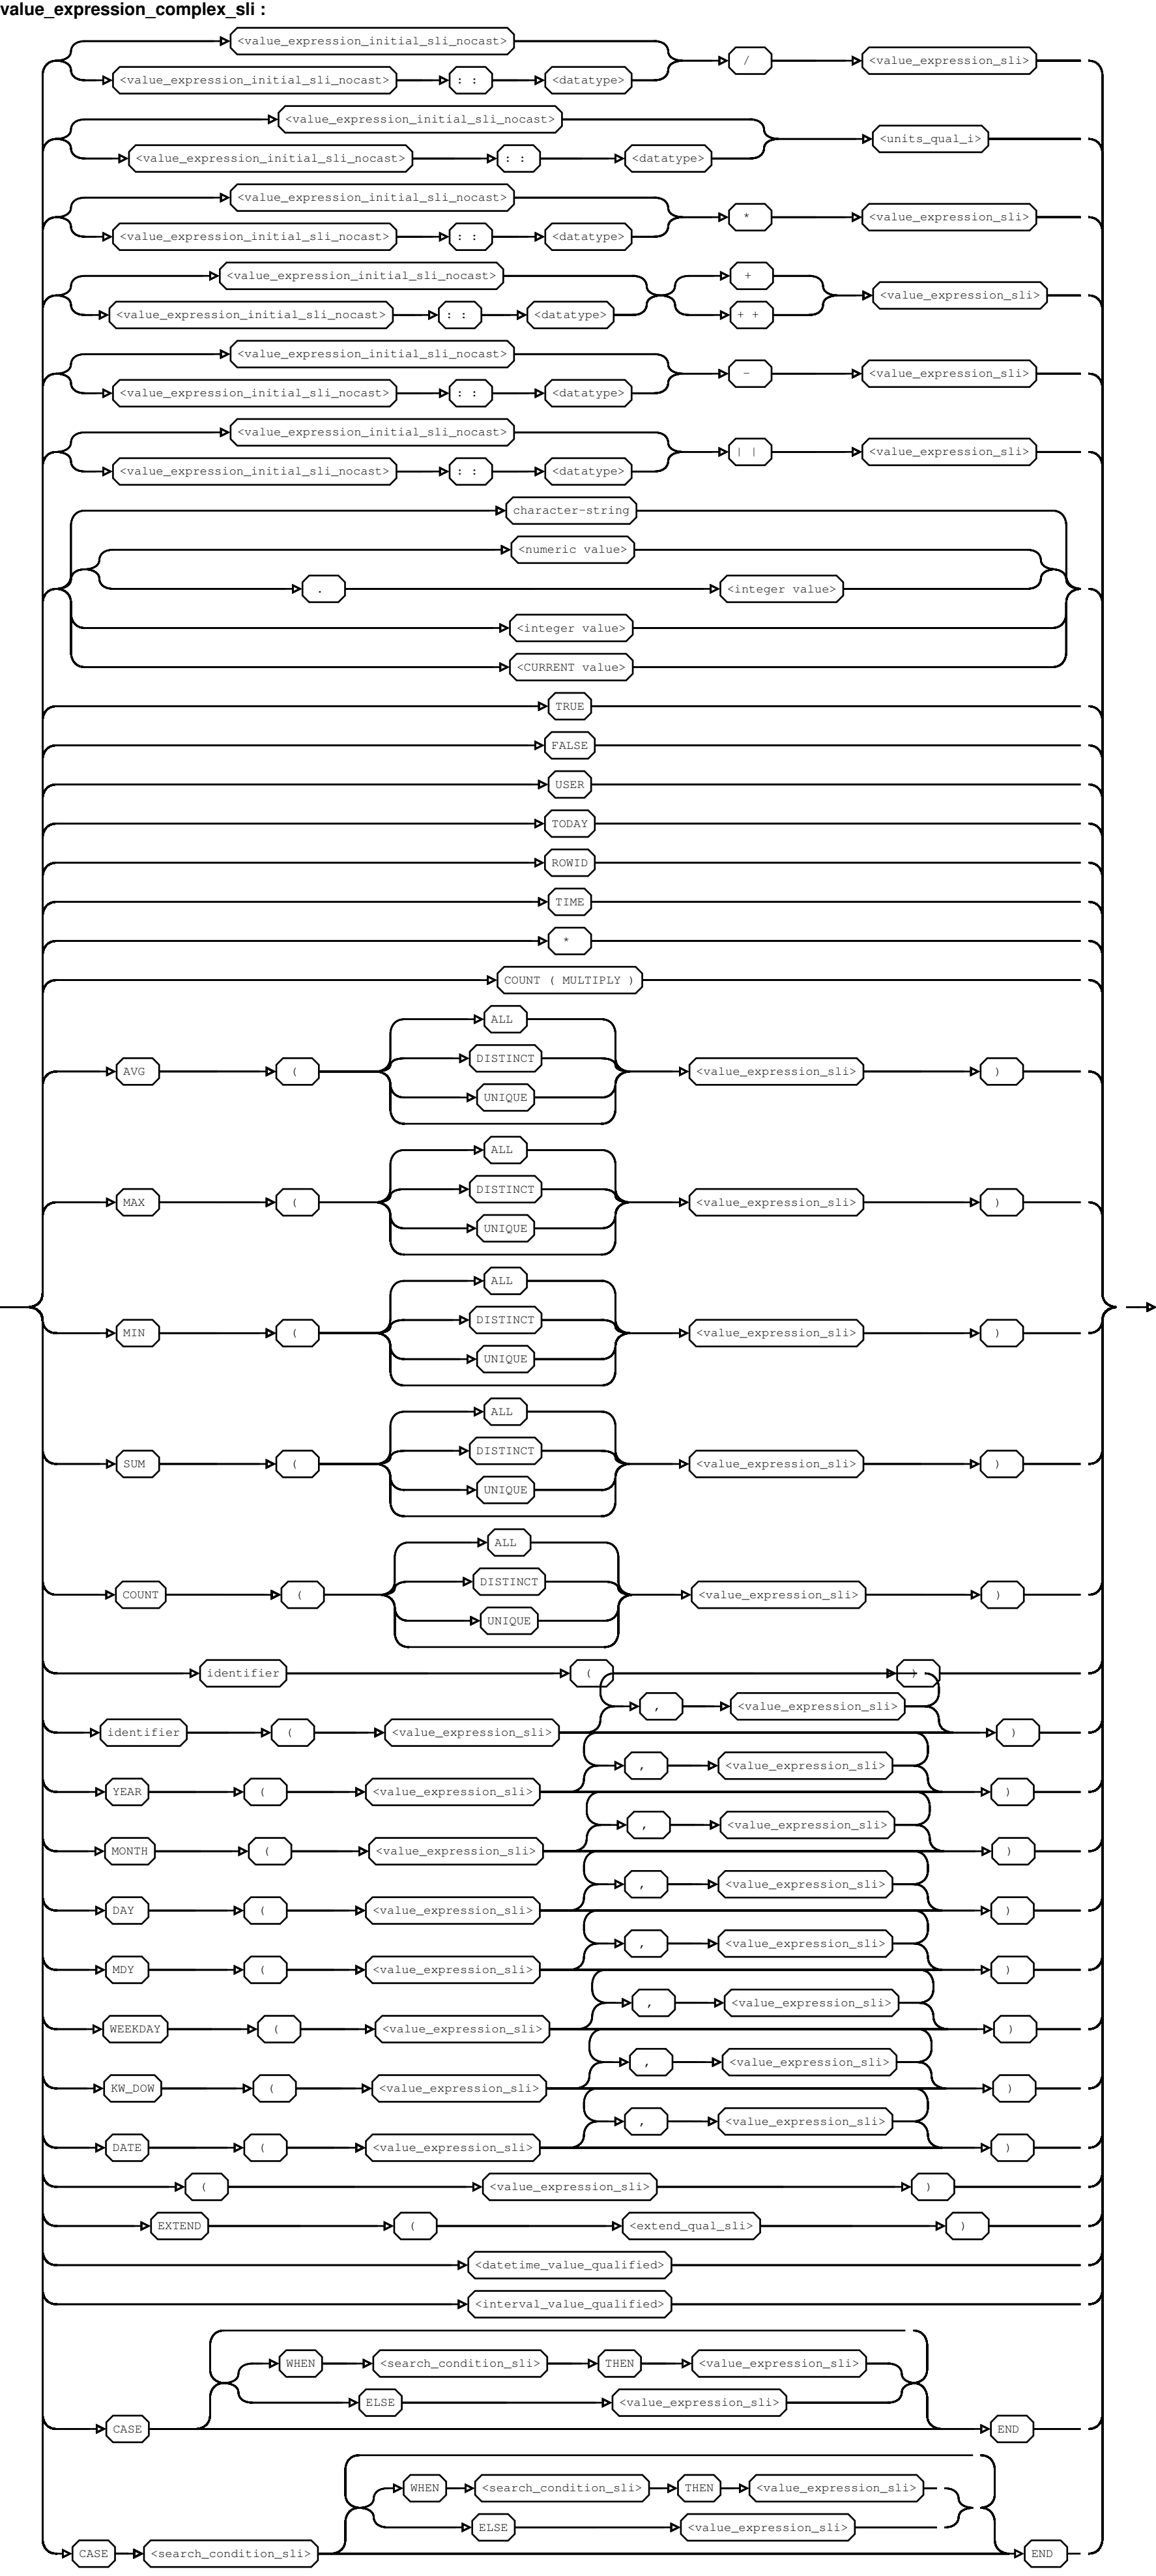 value_expression_complex_sli :
<value_expression_initial_sli_nocast>
/ <value_expression_sli>
<value_expression_initial_sli_nocast> : : <datatype>
<value_expression_initial_sli_nocast>
<units_qual_i>
<value_expression_initial_sli_nocast> : : <datatype>
<value_expression_initial_sli_nocast>
* <value_expression_sli>
<value_expression_initial_sli_nocast> : : <datatype>
<value_expression_initial_sli_nocast> +
<value_expression_sli>
<value_expression_initial_sli_nocast> : : <datatype> + +
<value_expression_initial_sli_nocast>
- <value_expression_sli>
<value_expression_initial_sli_nocast> : : <datatype>
<value_expression_initial_sli_nocast>
| | <value_expression_sli>
<value_expression_initial_sli_nocast> : : <datatype>
character-string
<numeric value>
. <integer value>
<integer value>
<CURRENT value>
TRUE
FALSE
USER
TODAY
ROWID
TIME
*
COUNT ( MULTIPLY )
ALL
DISTINCT
AVG ( <value_expression_sli> )
UNIQUE
ALL
DISTINCT
MAX ( <value_expression_sli> )
UNIQUE
ALL
DISTINCT
MIN ( <value_expression_sli> )
UNIQUE
ALL
DISTINCT
SUM ( <value_expression_sli> )
UNIQUE
ALL
DISTINCT
COUNT ( <value_expression_sli> )
UNIQUE
identifier ( )
, <value_expression_sli>
identifier ( <value_expression_sli> )
, <value_expression_sli>
YEAR ( <value_expression_sli> )
, <value_expression_sli>
MONTH ( <value_expression_sli> )
, <value_expression_sli>
DAY ( <value_expression_sli> )
, <value_expression_sli>
MDY ( <value_expression_sli> )
, <value_expression_sli>
WEEKDAY ( <value_expression_sli> )
, <value_expression_sli>
KW_DOW ( <value_expression_sli> )
, <value_expression_sli>
DATE ( <value_expression_sli> )
( <value_expression_sli> )
EXTEND ( <extend_qual_sli> )
<datetime_value_qualified>
<interval_value_qualified>
WHEN <search_condition_sli> THEN <value_expression_sli>
ELSE <value_expression_sli>
CASE END
WHEN <search_condition_sli> THEN <value_expression_sli>
ELSE <value_expression_sli>
CASE <search_condition_sli> END